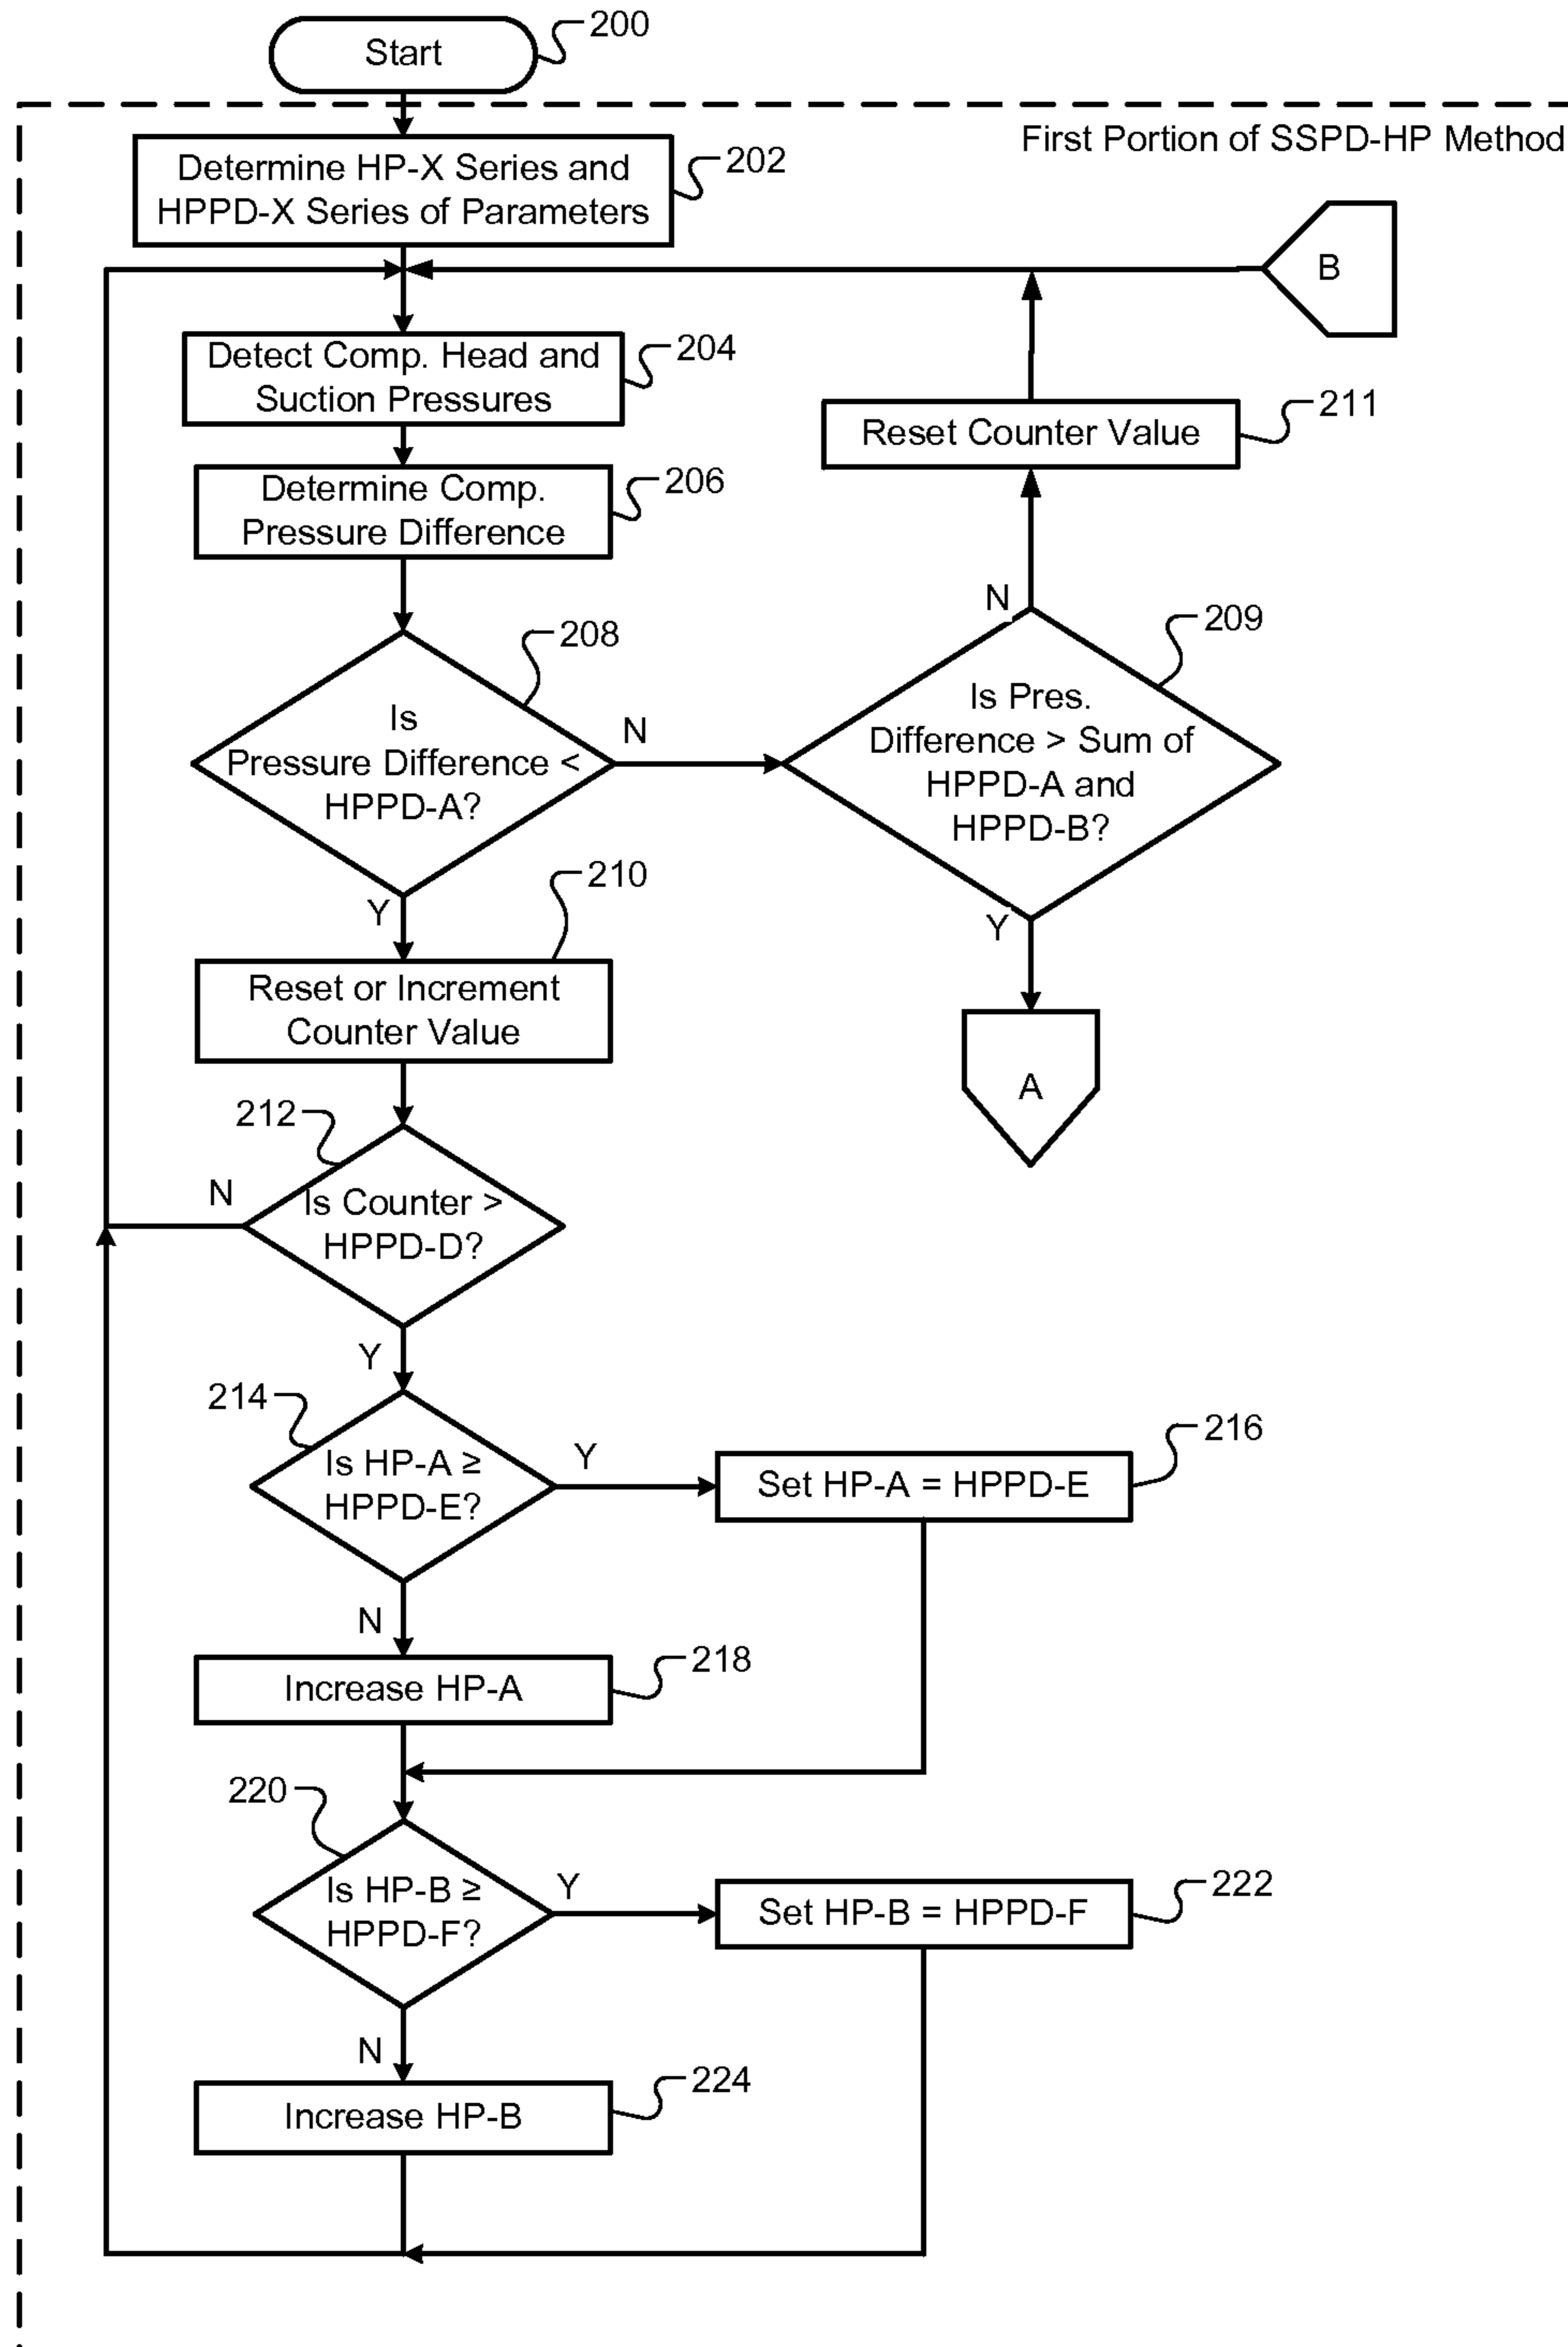 Start
200
First Portion of SSPD-HP Method
Determine HP-X Series and
HPPD-X Series of Parameters
202
B
Detect Comp. Head and
Suction Pressures
204
Reset Counter Value
211
Determine Comp.
Pressure Difference
206
Is
Pressure Difference <
HPPD-A?
208
N
Y
Is Pres.
Difference > Sum of
HPPD-A and
HPPD-B?
209
N
Y
A
Reset or Increment
Counter Value
210
212
Is Counter >
HPPD-D?
N
Y
214
Is HP-A ≥
HPPD-E?
Y
Set HP-A = HPPD-E
216
N
Increase HP-A
218
220
Is HP-B ≥
HPPD-F?
Y
Set HP-B = HPPD-F
222
N
Increase HP-B
224